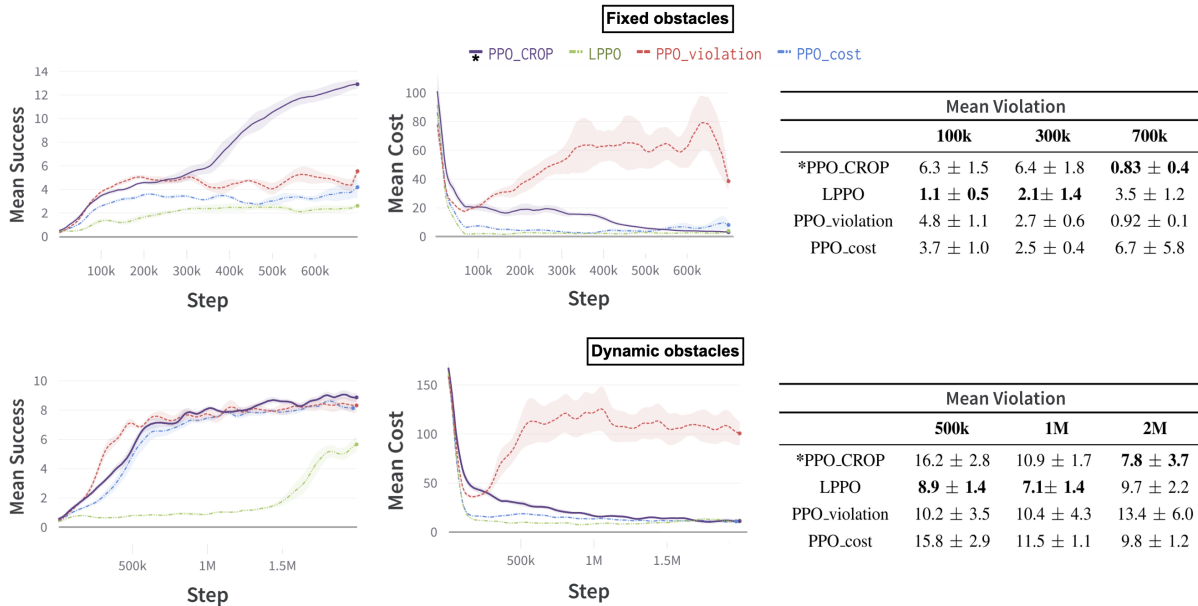 Fixed obstacles
* PPO_CROP LPPO PPO_violation PPO_cost
Mean Success
14
12
10
8
6
4
2
0
100k 200k 300k 400k 500k 600k
Step
Mean Cost
100
80
60
40
20
0
100k 200k 300k 400k 500k 600k
Step
Mean Violation
100k 300k 700k
*PPO_CROP 6.3 ± 1.5 6.4 ± 1.8 0.83 ± 0.4
LPPO 1.1 ± 0.5 2.1± 1.4 3.5 ± 1.2
PPO_violation 4.8 ± 1.1 2.7 ± 0.6 0.92 ± 0.1
PPO_cost 3.7 ± 1.0 2.5 ± 0.4 6.7 ± 5.8
Dynamic obstacles
Mean Success
10
8
6
4
2
0
500k 1M 1.5M
Step
Mean Cost
150
100
50
0
500k 1M 1.5M
Step
Mean Violation
500k 1M 2M
*PPO_CROP 16.2 ± 2.8 10.9 ± 1.7 7.8 ± 3.7
LPPO 8.9 ± 1.4 7.1± 1.4 9.7 ± 2.2
PPO_violation 10.2 ± 3.5 10.4 ± 4.3 13.4 ± 6.0
PPO_cost 15.8 ± 2.9 11.5 ± 1.1 9.8 ± 1.2